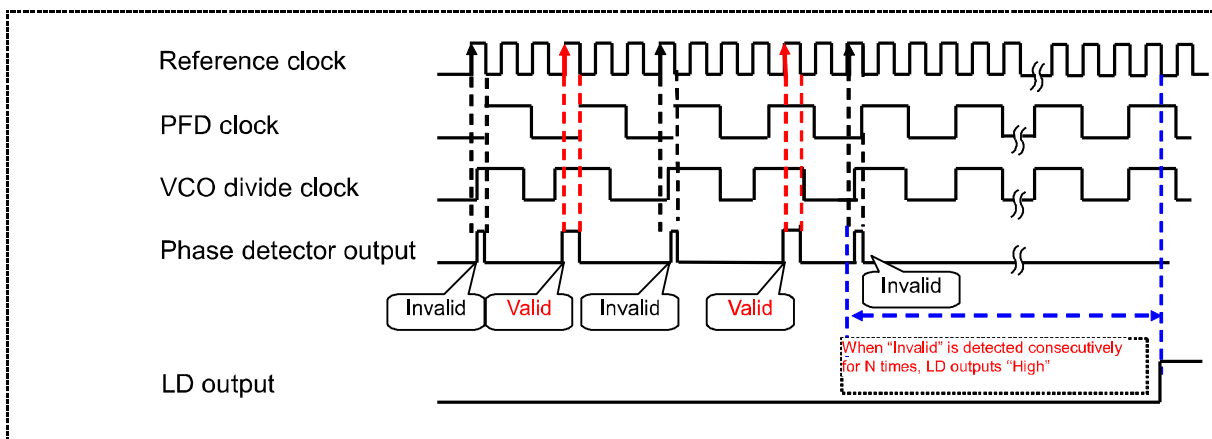 Reference clock
PFD clock
VCO divide clock
Phase detector output
Invalid
Valid
Invalid
Valid
Invalid
When “Invalid” is detected consecutively
for N times, LD outputs “High”
LD output